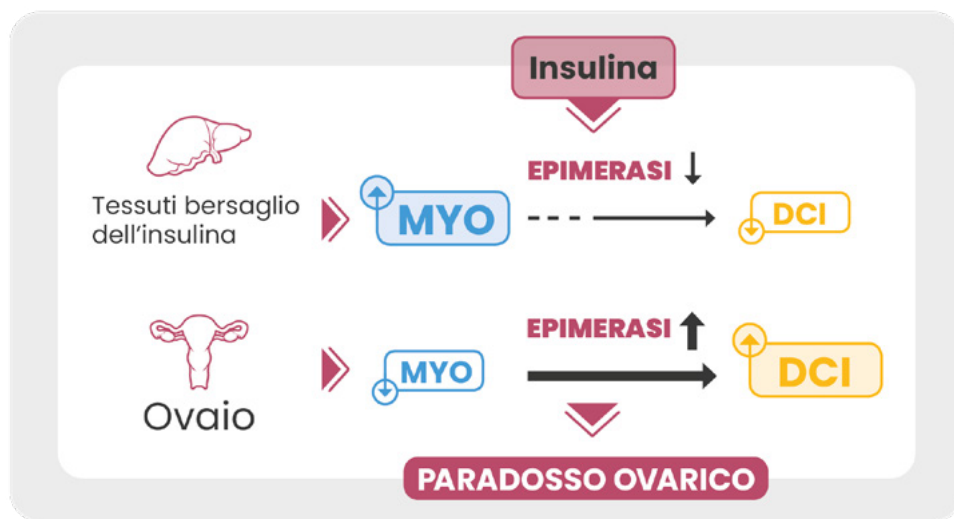 Insulina
EPIMERASI
Tessuti bersaglio
dell'insulina
MYO
DCI
EPIMERASI
Ovaio
MYO
DCI
PARADOSSO OVARICO